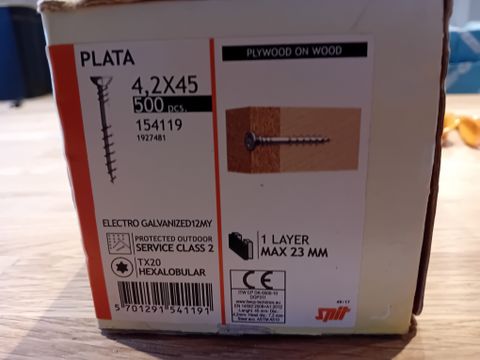 PLATA
4,2X45
500 pcs.
154119
1927481
ELECTRO GALVANIZED12MY
PROTECTED OUTDOOR
SERVICE CLASS 2
TX20
HEXALOBULAR
5 701291 541191
PLYWOOD ON WOOD
1 LAYER
MAX 23 MM
CE
spit